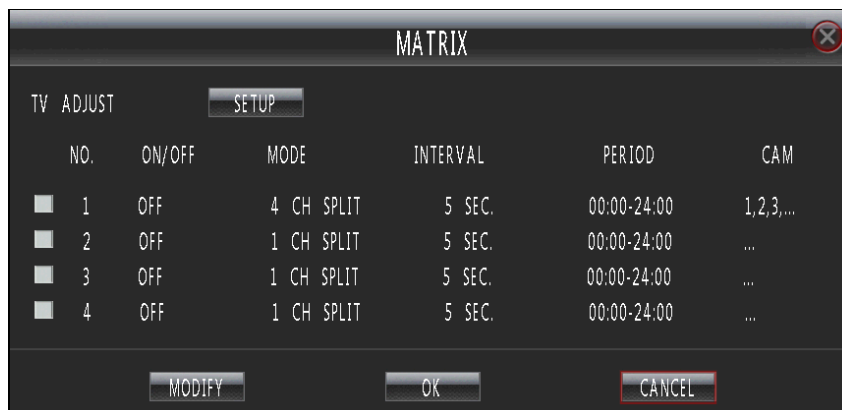 MATRIX
TV ADJUST SETUP
NO. ON/OFF MODE INTERVAL PERIOD CAM
1 OFF 4 CH SPLIT 5 SEC. 00:00-24:00 1,2,3,...
2 OFF 1 CH SPLIT 5 SEC. 00:00-24:00 ...
3 OFF 1 CH SPLIT 5 SEC. 00:00-24:00 ...
4 OFF 1 CH SPLIT 5 SEC. 00:00-24:00 ...
MODIFY OK CANCEL